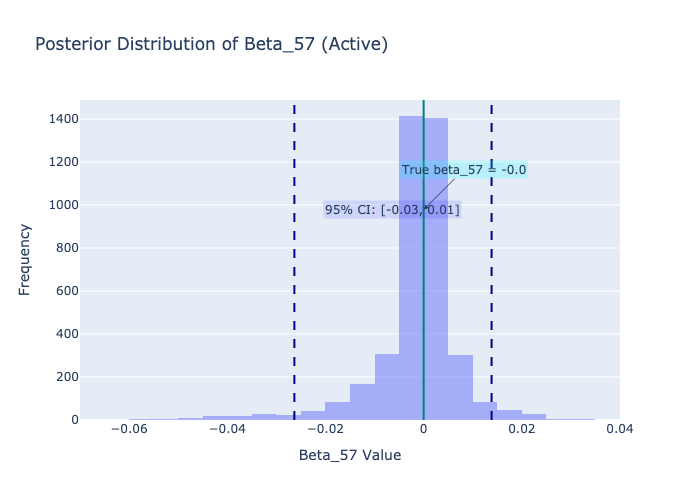 Posterior Distribution of Beta_57 (Active)
1400
1200
1000
800
600
400
200
0
Frequency
True beta_57 = -0.0
95% CI: [-0.03, 0.01]
−0.06
−0.04
−0.02
0
0.02
0.04
Beta_57 Value